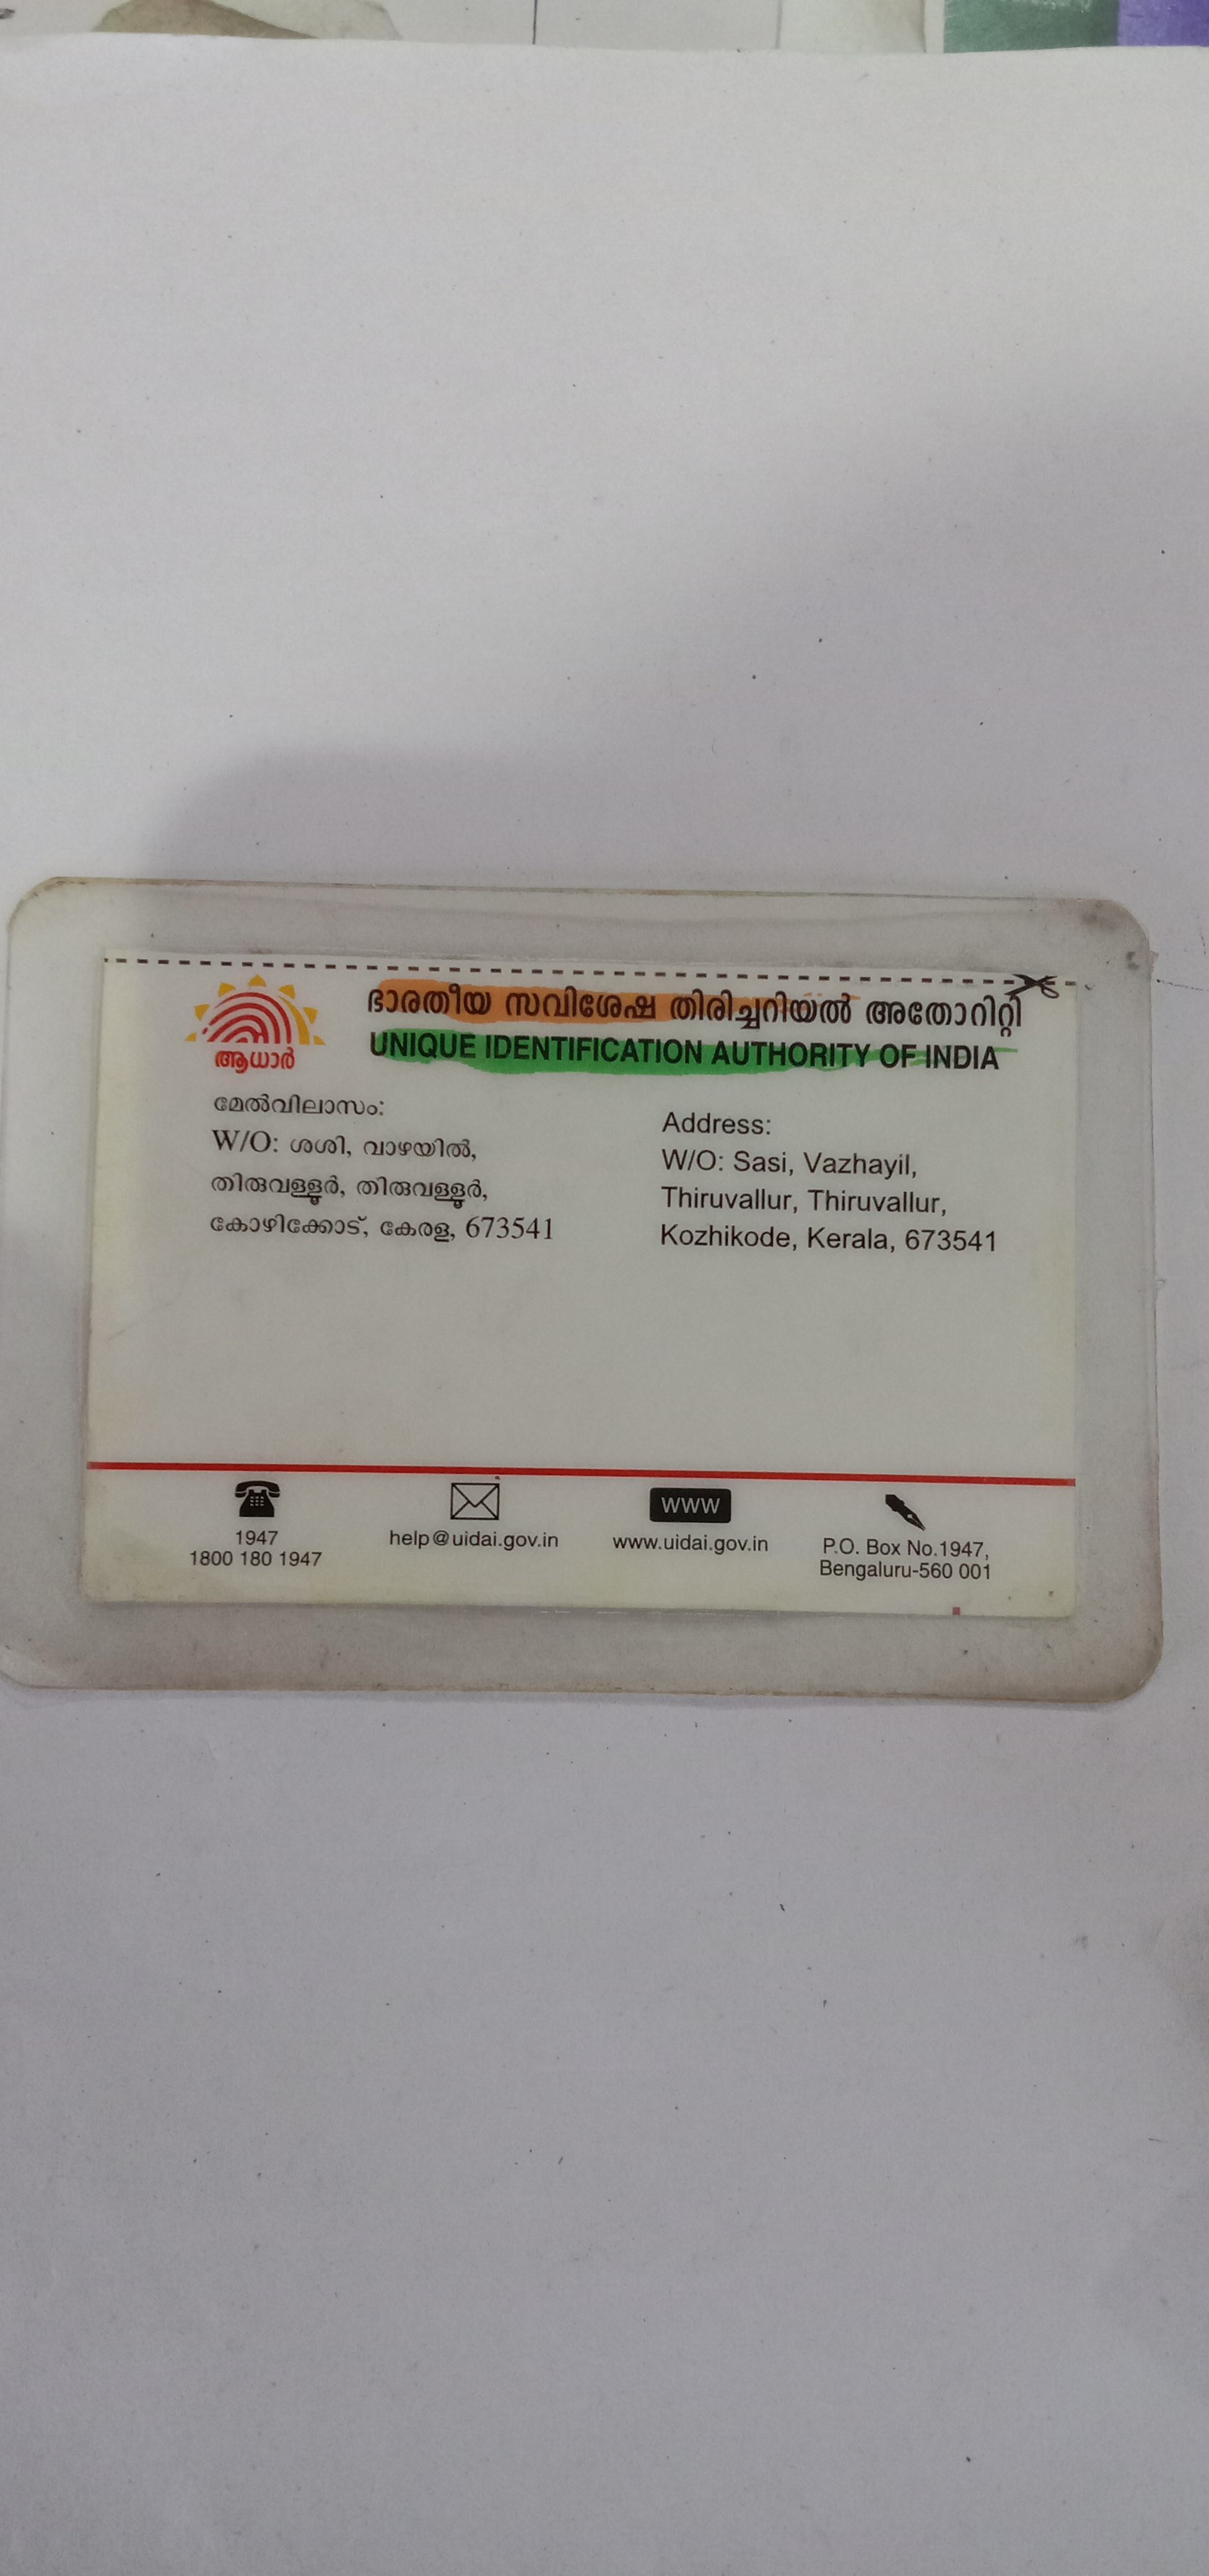 ആധാർ
ഭാരതീയ സവിശേഷ തിരിച്ചറിയൽ അതോറിറ്റി
UNIQUE IDENTIFICATION AUTHORITY OF INDIA
മേൽവിലാസം:
W/O: ശശി, വാഴയിൽ,
തിരുവള്ളൂർ, തിരുവള്ളൂർ,
കോഴിക്കോട്, കേരള, 673541
Address:
W/O: Sasi, Vazhayil,
Thiruvallur, Thiruvallur,
Kozhikode, Kerala, 673541
1947
1800 180 1947
help@uidai.gov.in
WWW
www.uidai.gov.in
P.O. Box No.1947,
Bengaluru-560 001